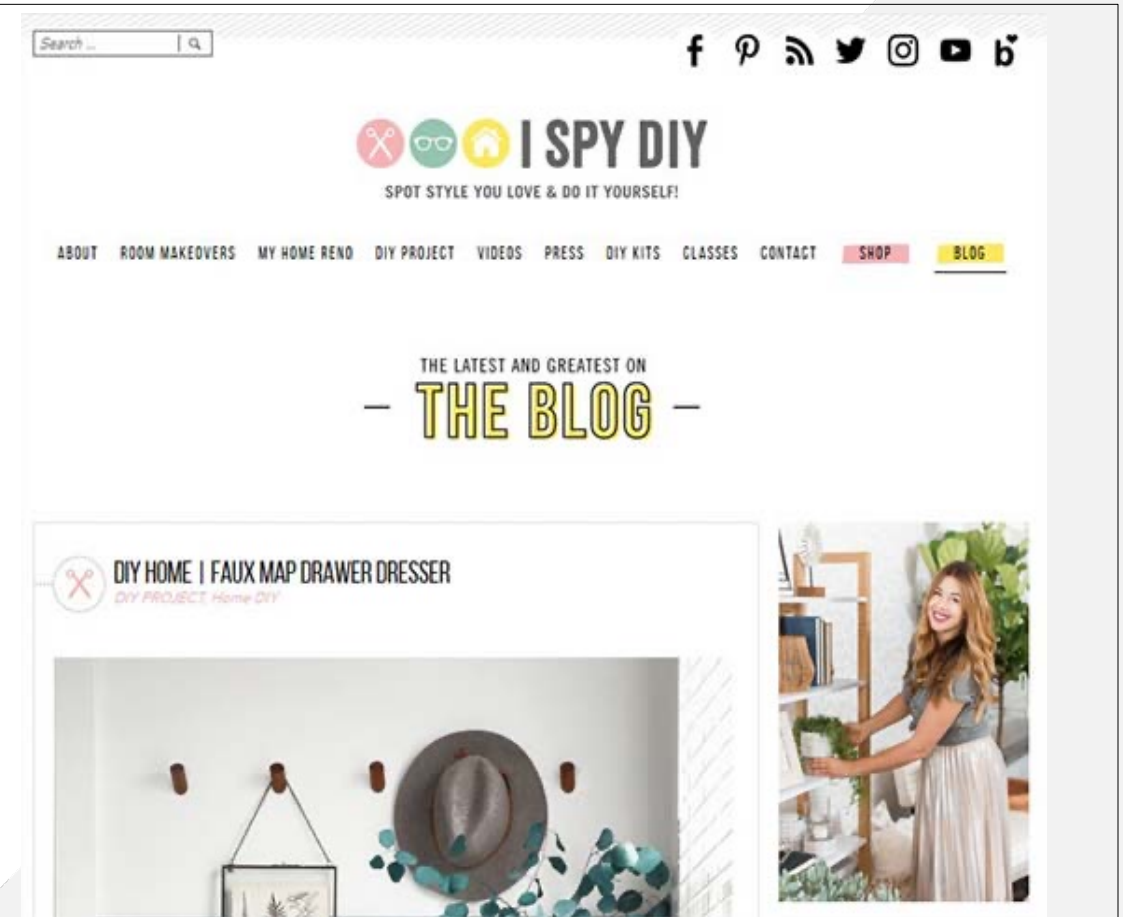 Search ...
I SPY DIY
SPOT STYLE YOU LOVE & DO IT YOURSELF!
ABOUT ROOM MAKEOVERS MY HOME RENO DIY PROJECT VIDEOS PRESS DIY KITS CLASSES CONTACT SHOP BLOG
THE LATEST AND GREATEST ON
– THE BLOG –
DIY HOME | FAUX MAP DRAWER DRESSER
DIY PROJECT, Home DIY